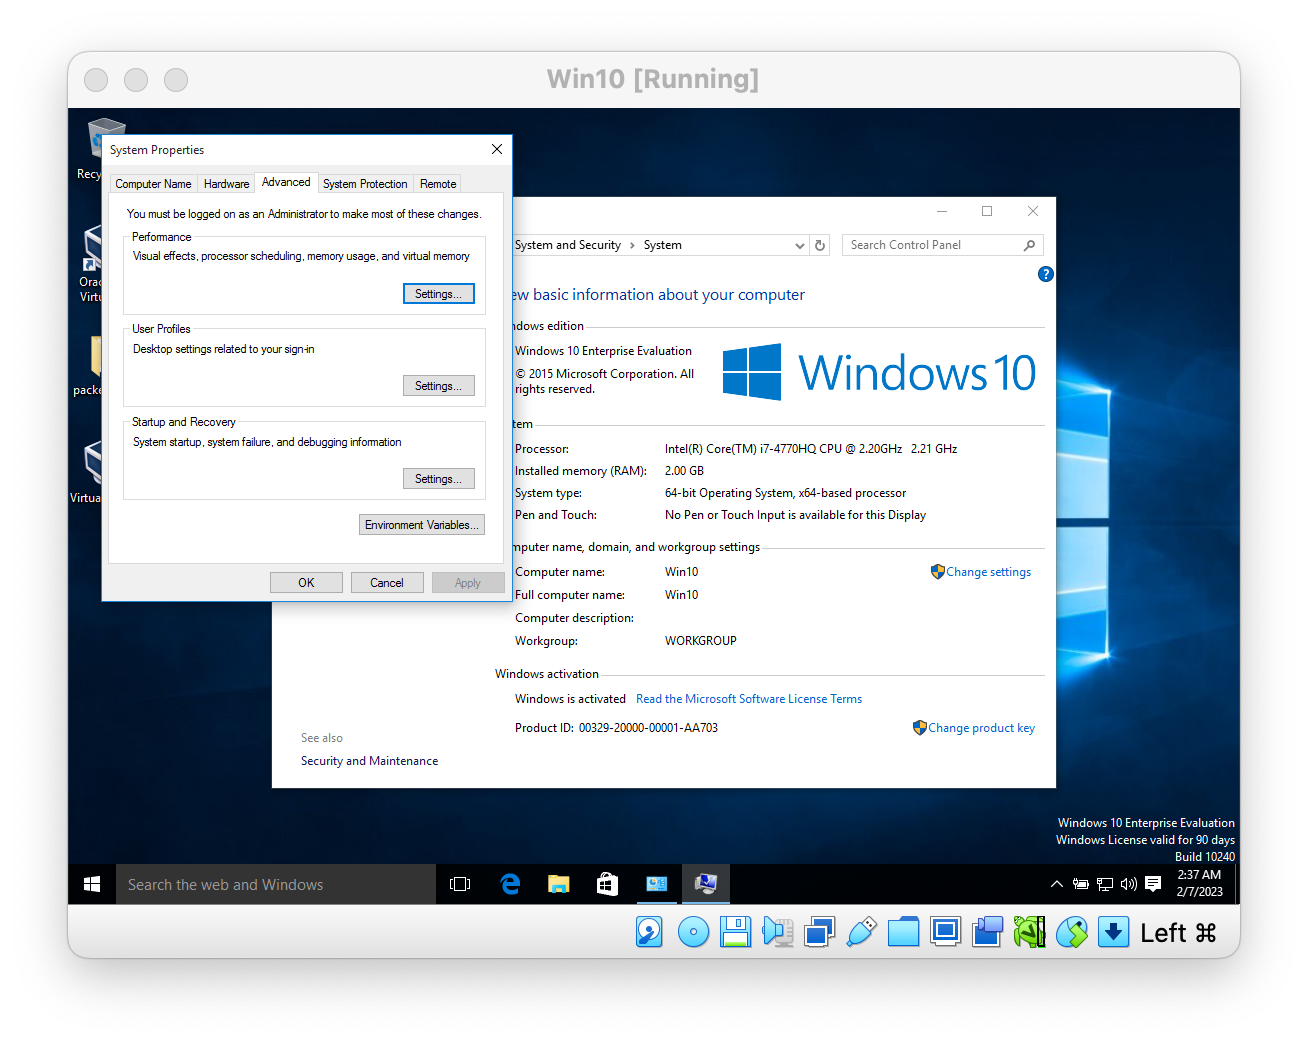 Win10 [Running]
Recy
Orac
Virtu
packe
Virtua
System Properties
Computer Name Hardware Advanced System Protection Remote
You must be logged on as an Administrator to make most of these changes.
Performance
Visual effects, processor scheduling, memory usage, and virtual memory
Settings...
User Profiles
Desktop settings related to your sign-in
Settings...
Startup and Recovery
System startup, system failure, and debugging information
Settings...
Environment Variables...
OK Cancel Apply
System and Security › System
Search Control Panel
?
ew basic information about your computer
ndows edition
Windows 10 Enterprise Evaluation
© 2015 Microsoft Corporation. All
rights reserved.
Windows 10
tem
Processor: Intel(R) Core(TM) i7-4770HQ CPU @ 2.20GHz 2.21 GHz
Installed memory (RAM): 2.00 GB
System type: 64-bit Operating System, x64-based processor
Pen and Touch: No Pen or Touch Input is available for this Display
mputer name, domain, and workgroup settings
Computer name: Win10
Change settings
Full computer name: Win10
Computer description:
Workgroup: WORKGROUP
Windows activation
Windows is activated Read the Microsoft Software License Terms
Product ID: 00329-20000-00001-AA703
Change product key
See also
Security and Maintenance
Windows 10 Enterprise Evaluation
Windows License valid for 90 days
Build 10240
Search the web and Windows
2:37 AM
2/7/2023
Left ⌘